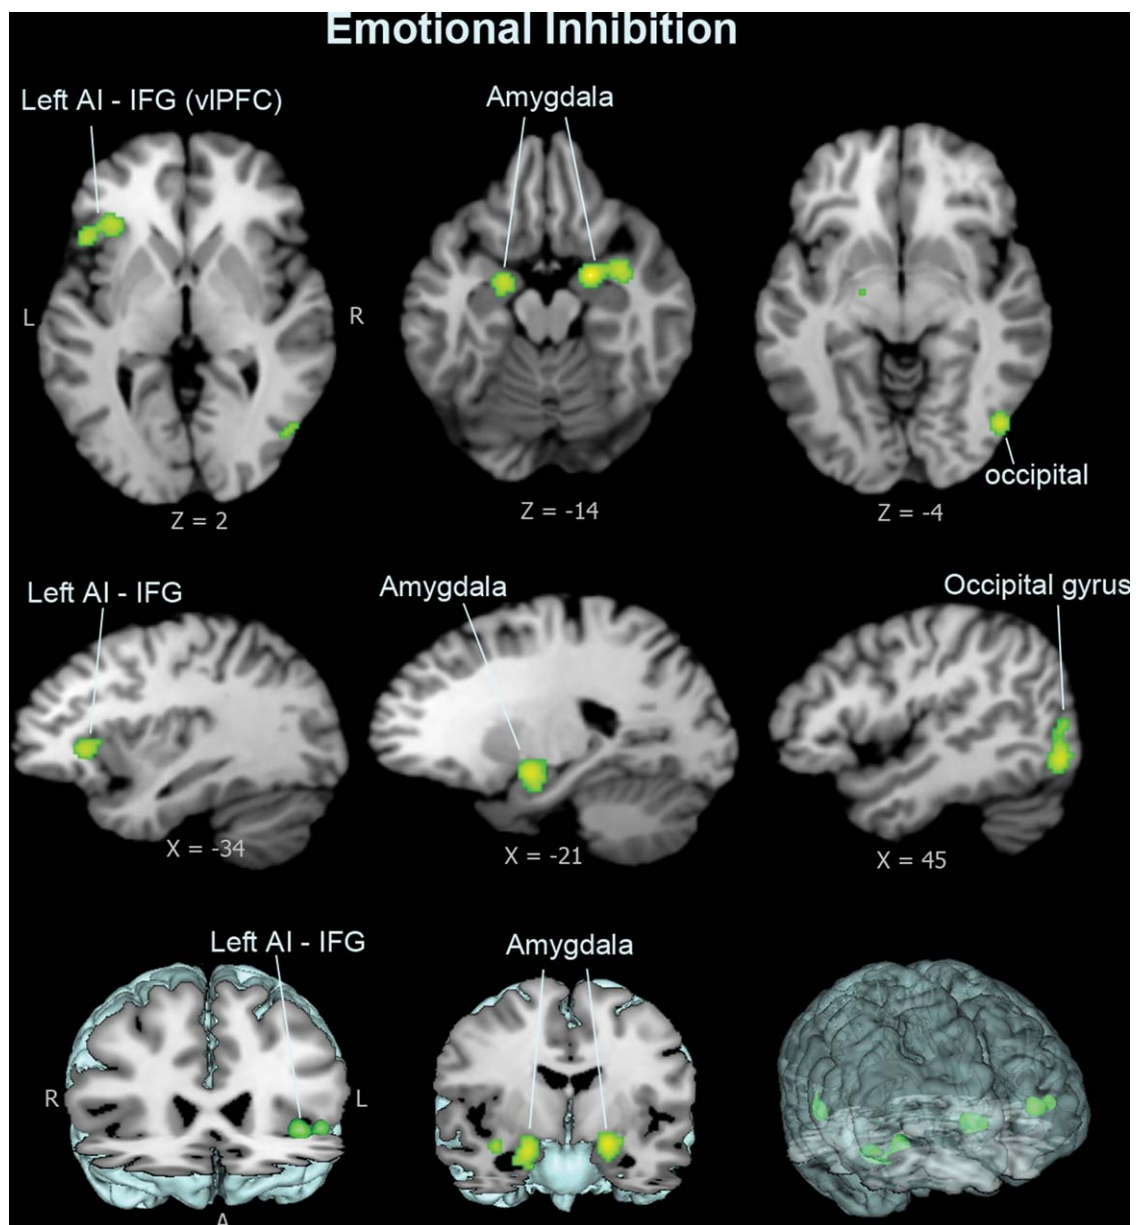 Emotional Inhibition
Left AI - IFG (vlPFC)
Amygdala
L
R
occipital
Z = 2
Z = -14
Z = -4
Left AI - IFG
Amygdala
Occipital gyrus
X = -34
X = -21
X = 45
Left AI - IFG
Amygdala
R
L
A